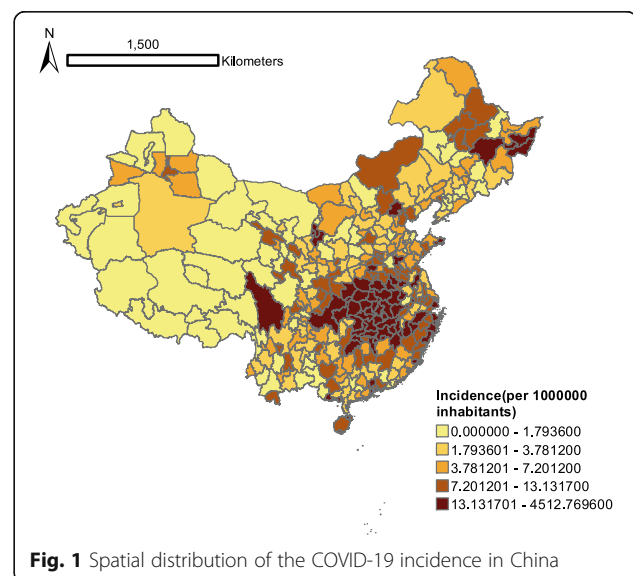 N
1,500
Kilometers
Incidence(per 1000000
inhabitants)
0.000000 - 1.793600
1.793601 - 3.781200
3.781201 - 7.201200
7.201201 - 13.131700
13.131701 - 4512.769600
Fig. 1 Spatial distribution of the COVID-19 incidence in China